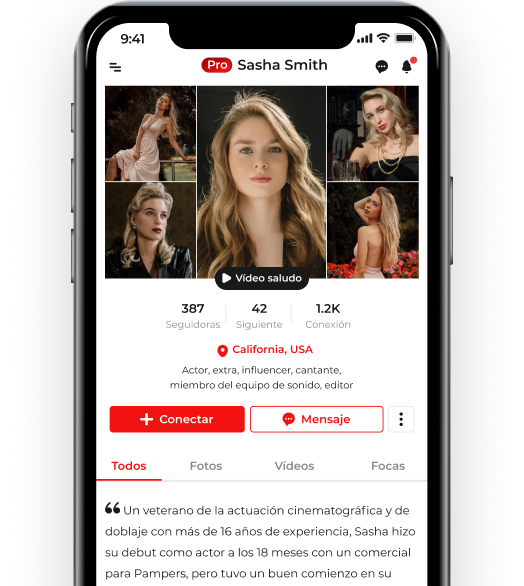 9:41
Pro Sasha Smith
Vídeo saludo
387 42 1.2K
Seguidoras Siguiente Conexión
California, USA
Actor, extra, influencer, cantante,
miembro del equipo de sonido, editor
Conectar Mensaje
Todos Fotos Vídeos Focas
“ Un veterano de la actuación cinematográfica y de
doblaje con más de 16 años de experiencia, Sasha hizo
su debut como actor a los 18 meses con un comercial
para Pampers, pero tuvo un buen comienzo en su